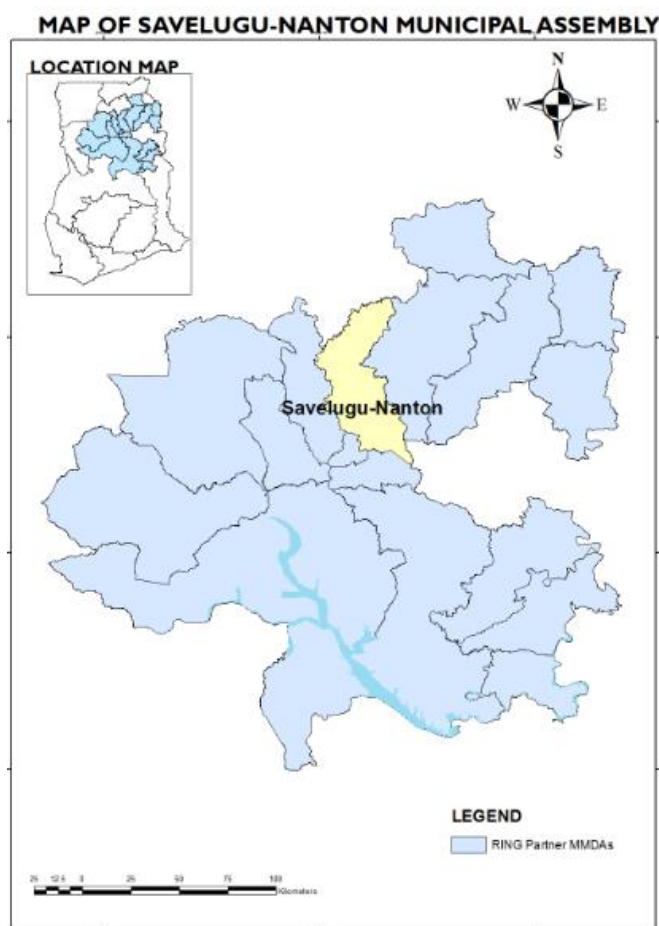 MAP OF SAVELUGU-NANTON MUNICIPAL ASSEMBLY
LOCATION MAP
N
W E
S
Savelugu-Nanton
LEGEND
RING Partner MMDAs
25 12.5 0 25 50 75 100
Kilometers